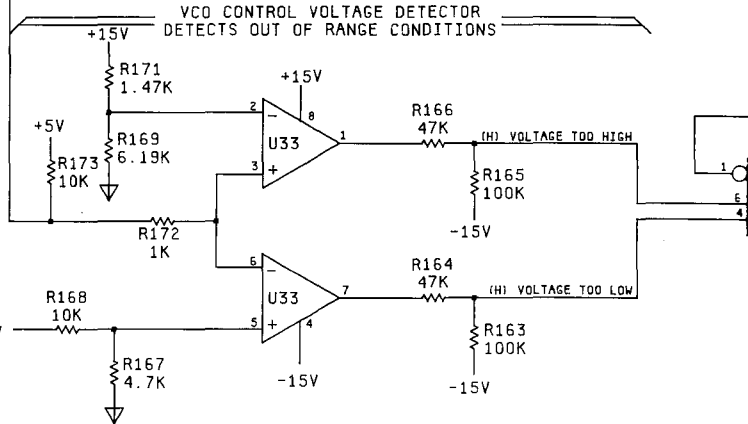 VCO CONTROL VOLTAGE DETECTOR
DETECTS OUT OF RANGE CONDITIONS
+15V
R171
1.47K
+15V
8
2
-
U33
1
3
+
R166
47K
(H) VOLTAGE TOO HIGH
+5V
R169
6.19K
R173
10K
R165
100K
-15V
1
6
4
R172
1K
6
-
U33
7
5
+
4
-15V
R164
47K
(H) VOLTAGE TOO LOW
R168
10K
R163
100K
-15V
R167
4.7K